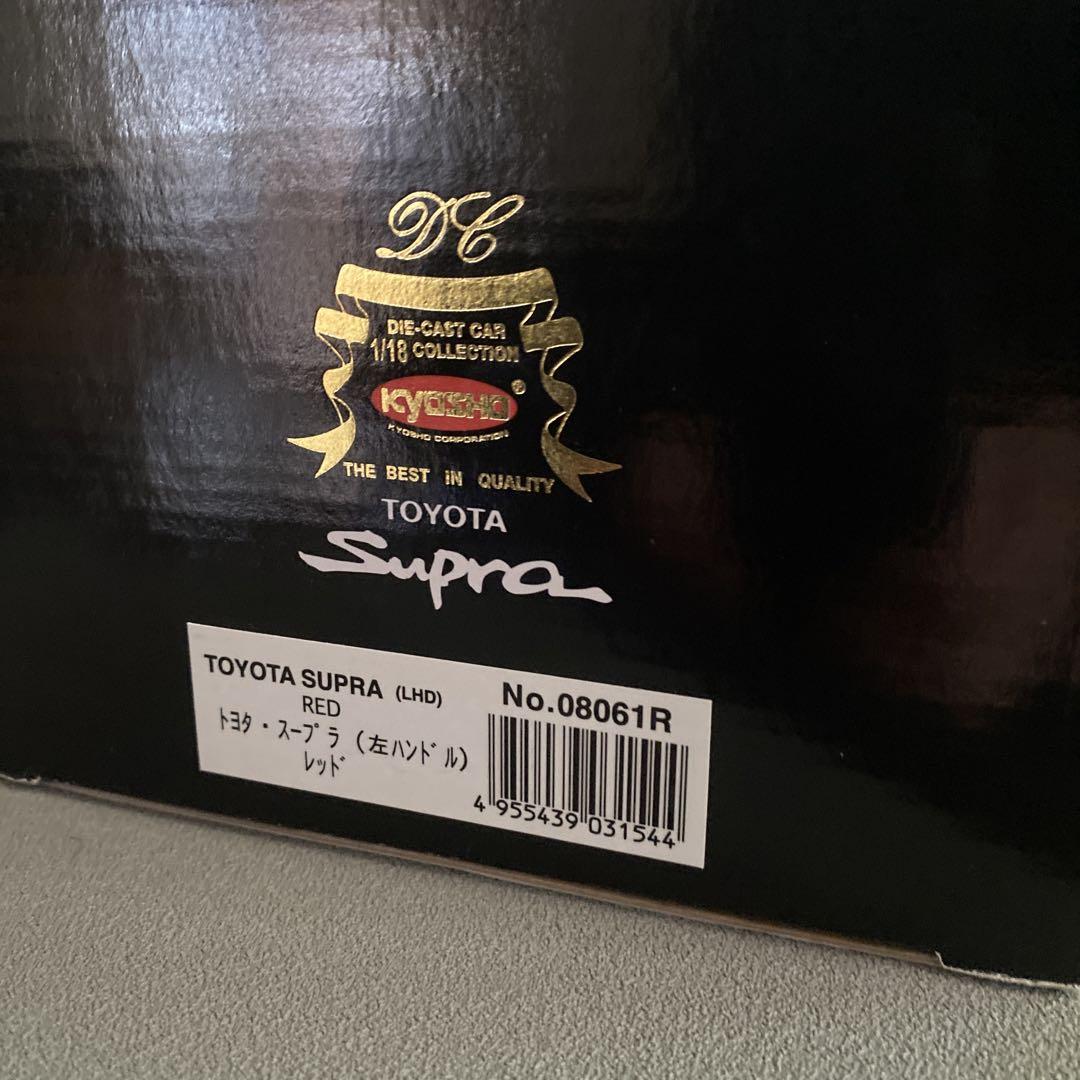 DC
DIE-CAST CAR
1/18 COLLECTION
KYOSHO®
KYOSHO CORPORATION
THE BEST iN QUALITY
TOYOTA
Supra
TOYOTA SUPRA (LHD)
RED
トヨタ・スープラ (左ハンドル)
レッド
No.08061R
4 955439 031544